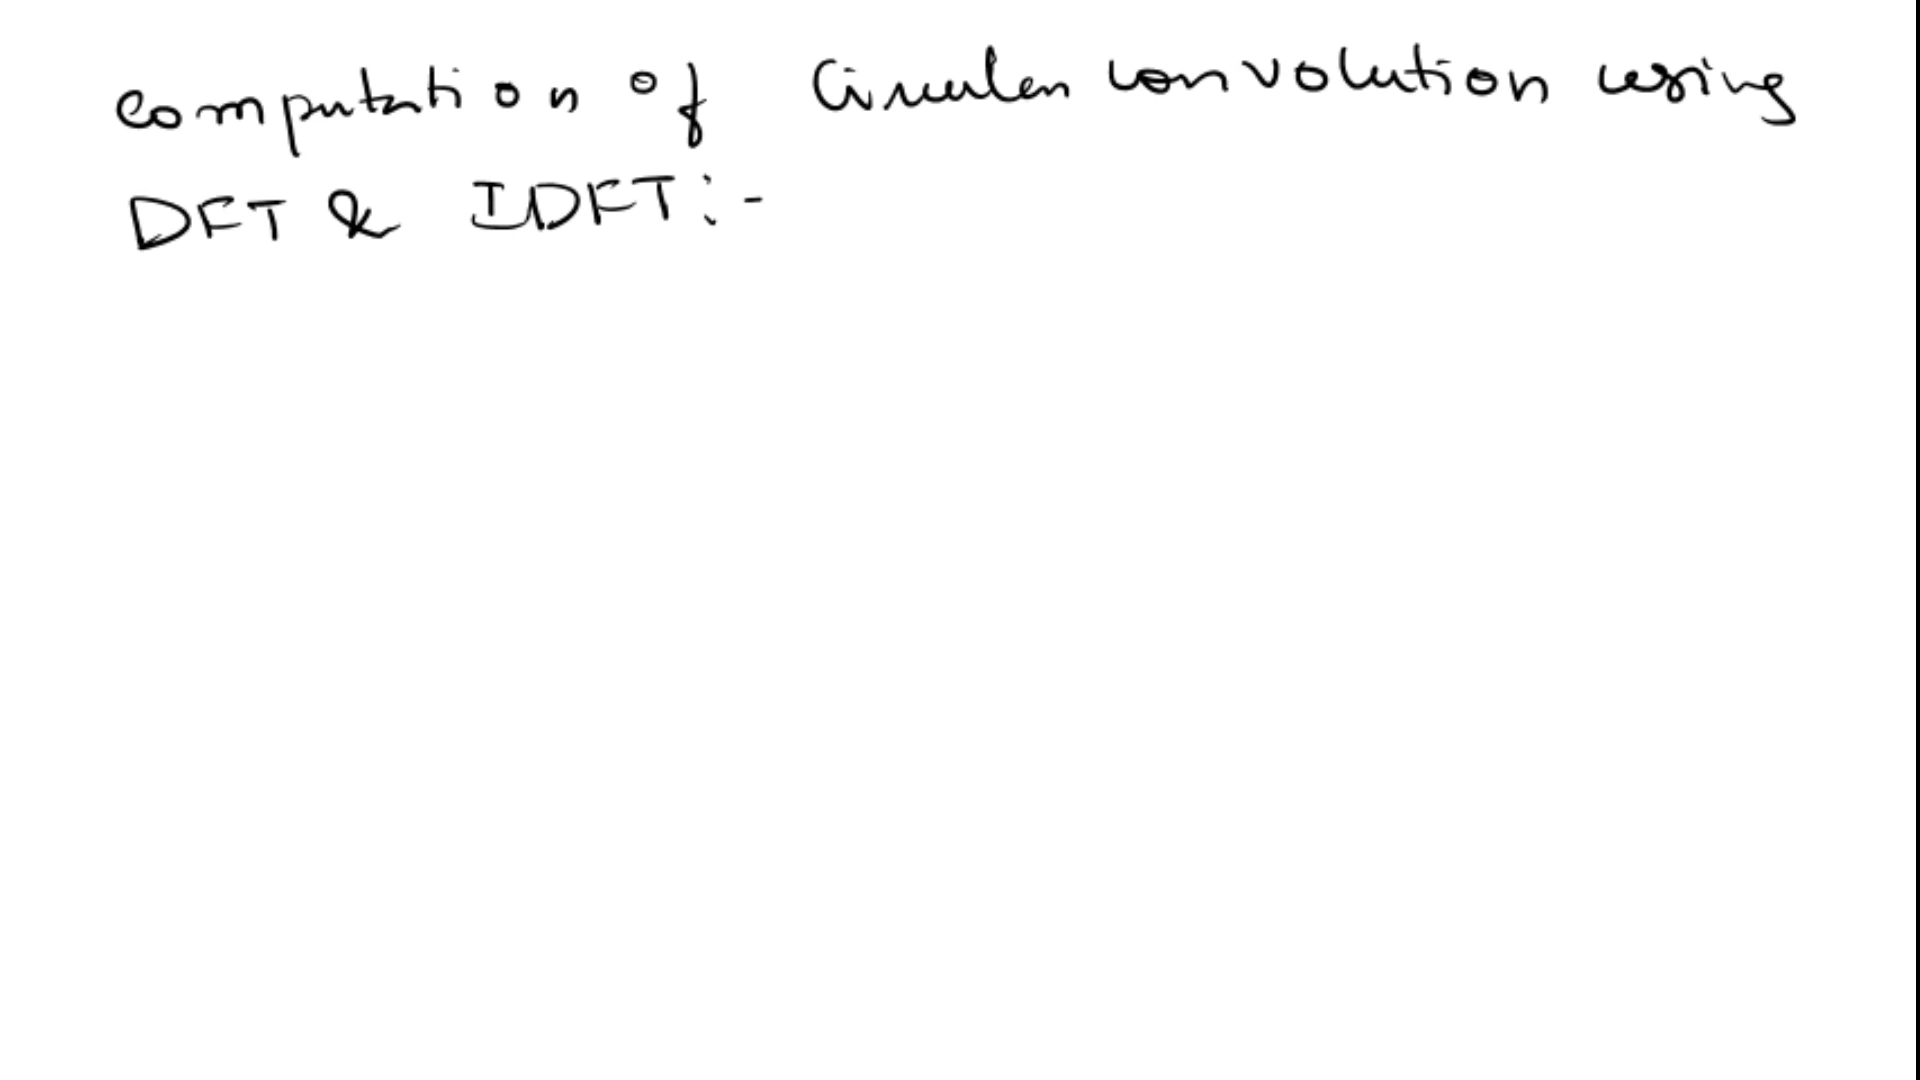 computation of Circular convolution using
DFT & IDFT:-